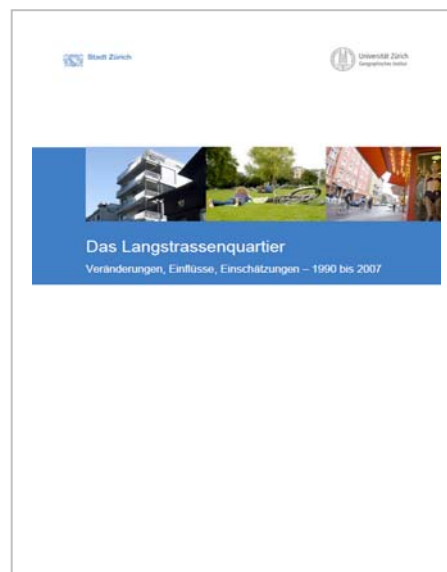 Stadt Zürich
Universität Zürich
Geographisches Institut
Das Langstrassenquartier
Veränderungen, Einflüsse, Einschätzungen – 1990 bis 2007